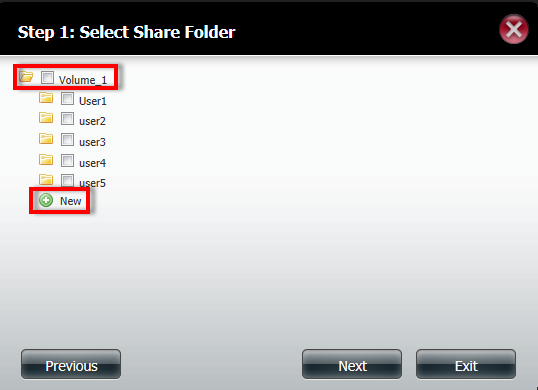 Step 1: Select Share Folder
Volume_1
User1
user2
user3
user4
user5
New
Previous
Next
Exit